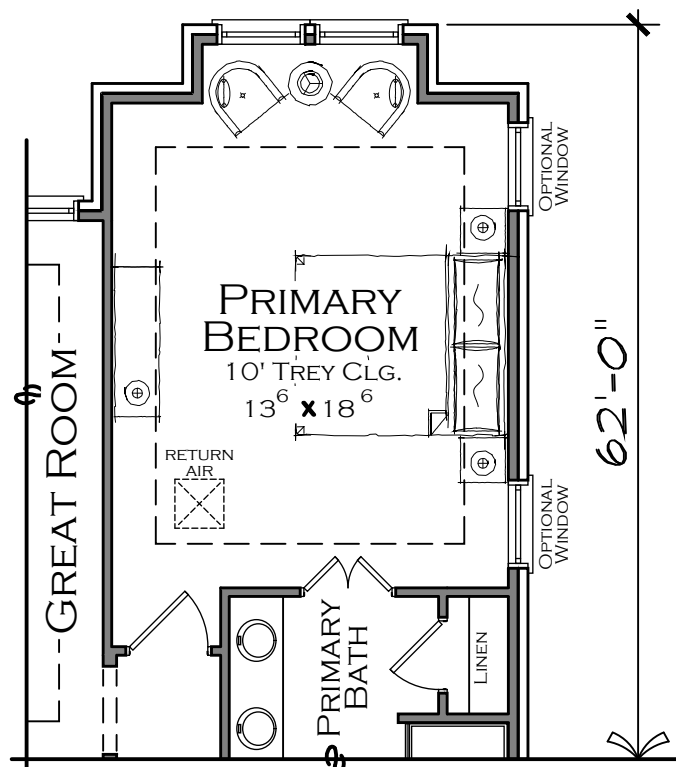 OPTIONAL
WINDOW
PRIMARY
BEDROOM
10' TREY CLG.
13⁶ x 18⁶
RETURN
AIR
GREAT ROOM
62'-0"
OPTIONAL
WINDOW
PRIMARY
BATH
LINEN